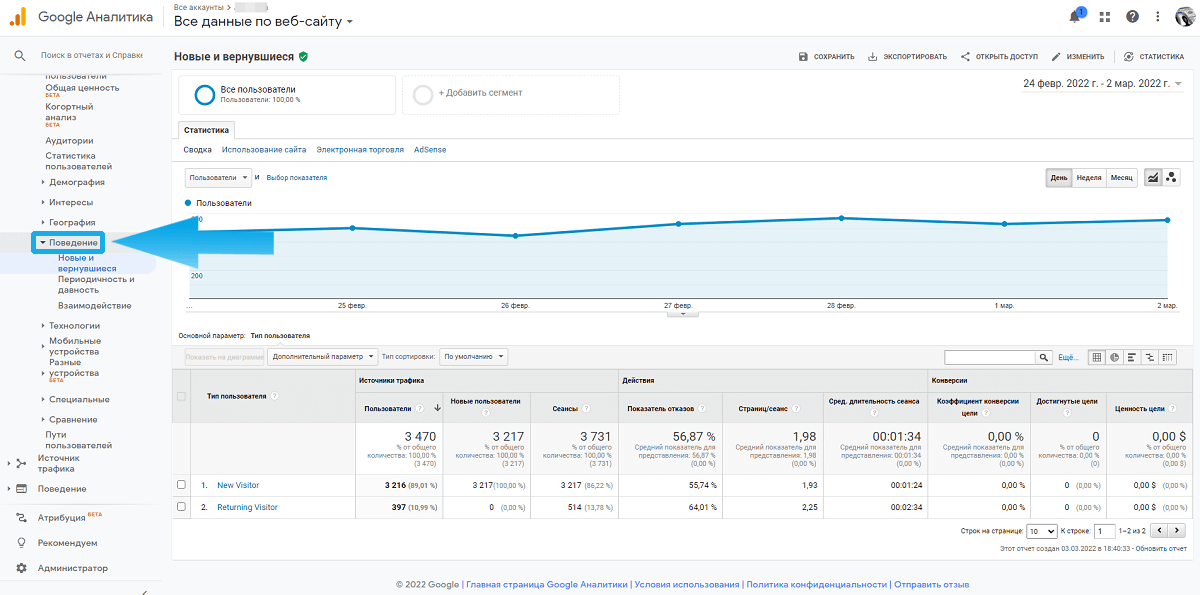 Google Аналитика
Все аккаунты >
Все данные по веб-сайту
1
Поиск в отчетах и Справке
пользователи
Общая ценность
БЕТА
Когортный
анализ
БЕТА
Аудитории
Статистика
пользователей
Демография
Интересы
География
Поведение
Новые и
вернувшиеся
Периодичность и
давность
Взаимодействие
Технологии
Мобильные
устройства
Разные
устройства
БЕТА
Специальные
Сравнение
Пути
пользователей
Источник
трафика
Поведение
Атрибуция БЕТА
Рекомендуем
Администратор
Новые и вернувшиеся
СОХРАНИТЬ ЭКСПОРТИРОВАТЬ ОТКРЫТЬ ДОСТУП ИЗМЕНИТЬ СТАТИСТИКА
Все пользователи
Пользователи: 100,00 %
+ Добавить сегмент
24 февр. 2022 г. - 2 мар. 2022 г.
Статистика
Сводка Использование сайта Электронная торговля AdSense
Пользователи и Выбор показателя
День Неделя Месяц
Пользователи
200
... 25 февр. 26 февр. 27 февр. 28 февр. 1 мар. 2 мар.
Основной параметр: Тип пользователя
Показать на диаграмме Дополнительный параметр Тип сортировки: По умолчанию
Ещё...
Тип пользователя ?
Источники трафика Действия Конверсии
Пользователи ? Новые пользователи ? Сеансы ? Показатель отказов ? Страниц/сеанс ? Сред. длительность сеанса ? Коэффициент конверсии цели ? Достигнутые цели ? Ценность цели ?
3 470 3 217 3 731 56,87 % 1,98 00:01:34 0,00 % 0 0,00 $
% от общего % от общего % от общего Средний показатель для Средний показатель для Средний показатель для Средний показатель для % от общего % от общего
количества: 100,00 % количества: 100,00 % количества: 100,00 % представления: 56,87 % представления: 1,98 представления: 00:01:34 представления: 0,00 % количества: 0,00 % количества: 0,00 %
(3 470) (3 217) (3 731) (0,00 %) (0,00 %) (0,00 %) (0,00 %) (0) (0,00 $)
1. New Visitor 3 216 (89,01 %) 3 217(100,00 %) 3 217 (86,22 %) 55,74 % 1,93 00:01:24 0,00 % 0 (0,00 %) 0,00 $ (0,00 %)
2. Returning Visitor 397 (10,99 %) 0 (0,00 %) 514 (13,78 %) 64,01 % 2,25 00:02:34 0,00 % 0 (0,00 %) 0,00 $ (0,00 %)
Строк на странице: 10 К строке: 1 1–2 из 2
Этот отчет создан 03.03.2022 в 18:40:33 - Обновить отчет
© 2022 Google | Главная страница Google Аналитики | Условия использования | Политика конфиденциальности | Отправить отзыв